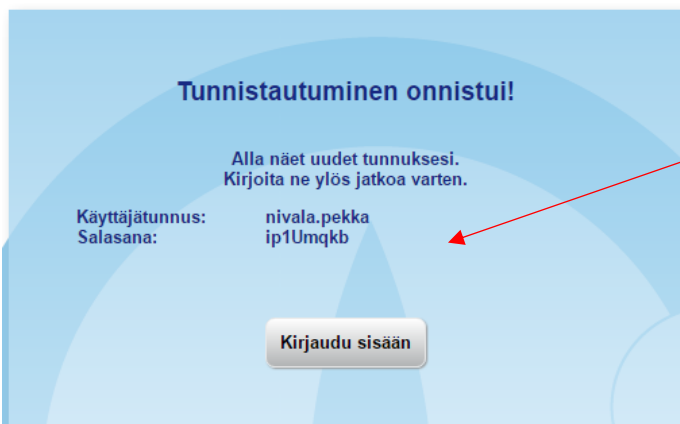 Tunnistautuminen onnistui!
Alla näet uudet tunnuksesi.
Kirjoita ne ylös jatkoa varten.
Käyttäjätunnus: nivala.pekka
Salasana: ip1Umqkb
Kirjaudu sisään